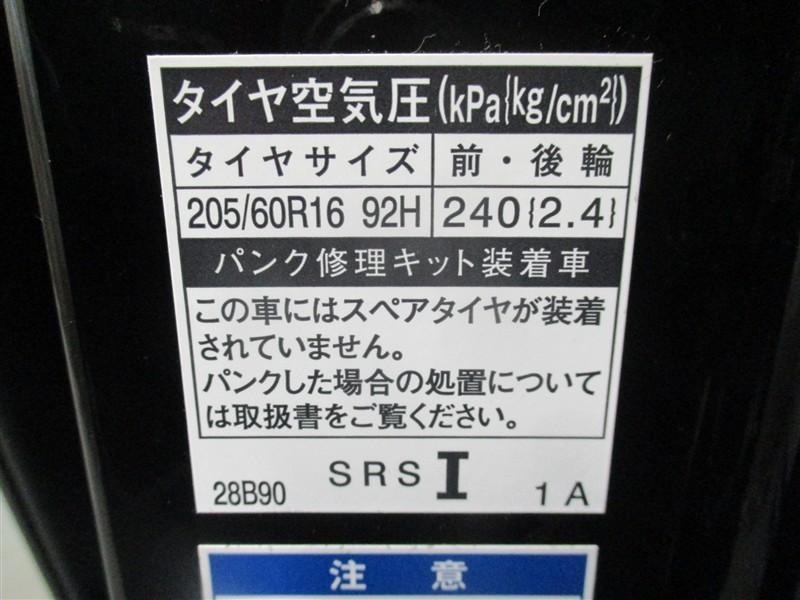 タイヤ空気圧(kPa{kg/cm²})
タイヤサイズ 前・後輪
205/60R16 92H 240{2.4}
パンク修理キット装着車
この車にはスペアタイヤが装着
されていません。
パンクした場合の処置について
は取扱書をご覧ください。
28B90 SRS I 1A
注意